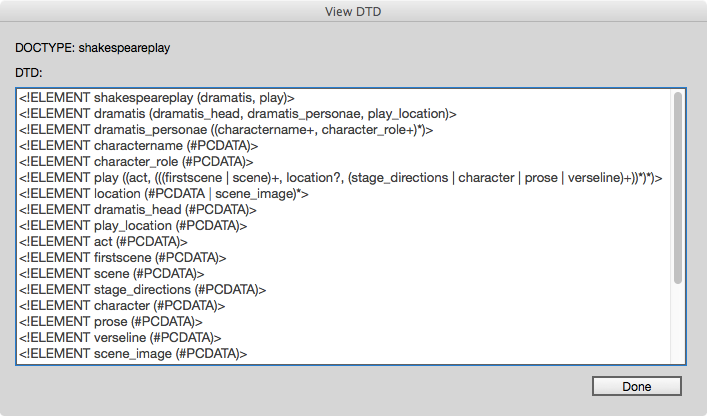 View DTD
DOCTYPE: shakespeareplay
DTD:
<!ELEMENT shakespeareplay (dramatis, play)>
<!ELEMENT dramatis (dramatis_head, dramatis_personae, play_location)>
<!ELEMENT dramatis_personae ((charactername+, character_role+)*)>
<!ELEMENT charactername (#PCDATA)>
<!ELEMENT character_role (#PCDATA)>
<!ELEMENT play ((act, (((firstscene | scene)+, location?, (stage_directions | character | prose | verseline)+))*)*)>
<!ELEMENT location (#PCDATA | scene_image)*>
<!ELEMENT dramatis_head (#PCDATA)>
<!ELEMENT play_location (#PCDATA)>
<!ELEMENT act (#PCDATA)>
<!ELEMENT firstscene (#PCDATA)>
<!ELEMENT scene (#PCDATA)>
<!ELEMENT stage_directions (#PCDATA)>
<!ELEMENT character (#PCDATA)>
<!ELEMENT prose (#PCDATA)>
<!ELEMENT verseline (#PCDATA)>
<!ELEMENT scene_image (#PCDATA)>
Done